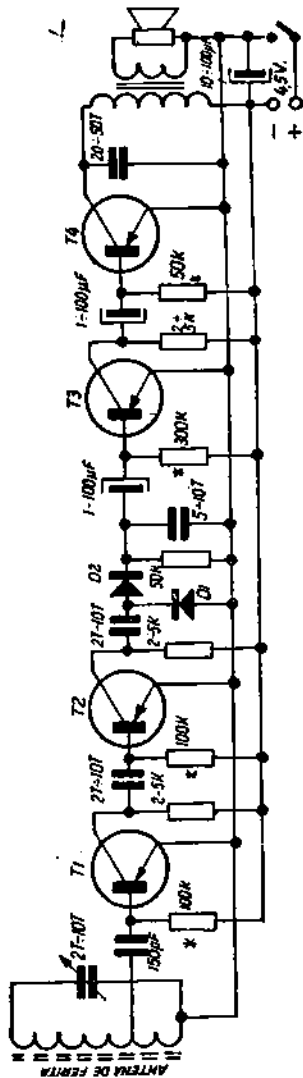 ANTENA DE FERITA
2T÷10T
150pF
100K
*
T1
2÷5K
2T÷10T
100K
*
T2
2÷5K
2T÷10T
D1
D2
50K
5÷10T
1÷100µF
300K
*
T3
2÷5K
1÷100µF
50K
*
T4
20÷50T
10÷100µF
4,5V.
-
+